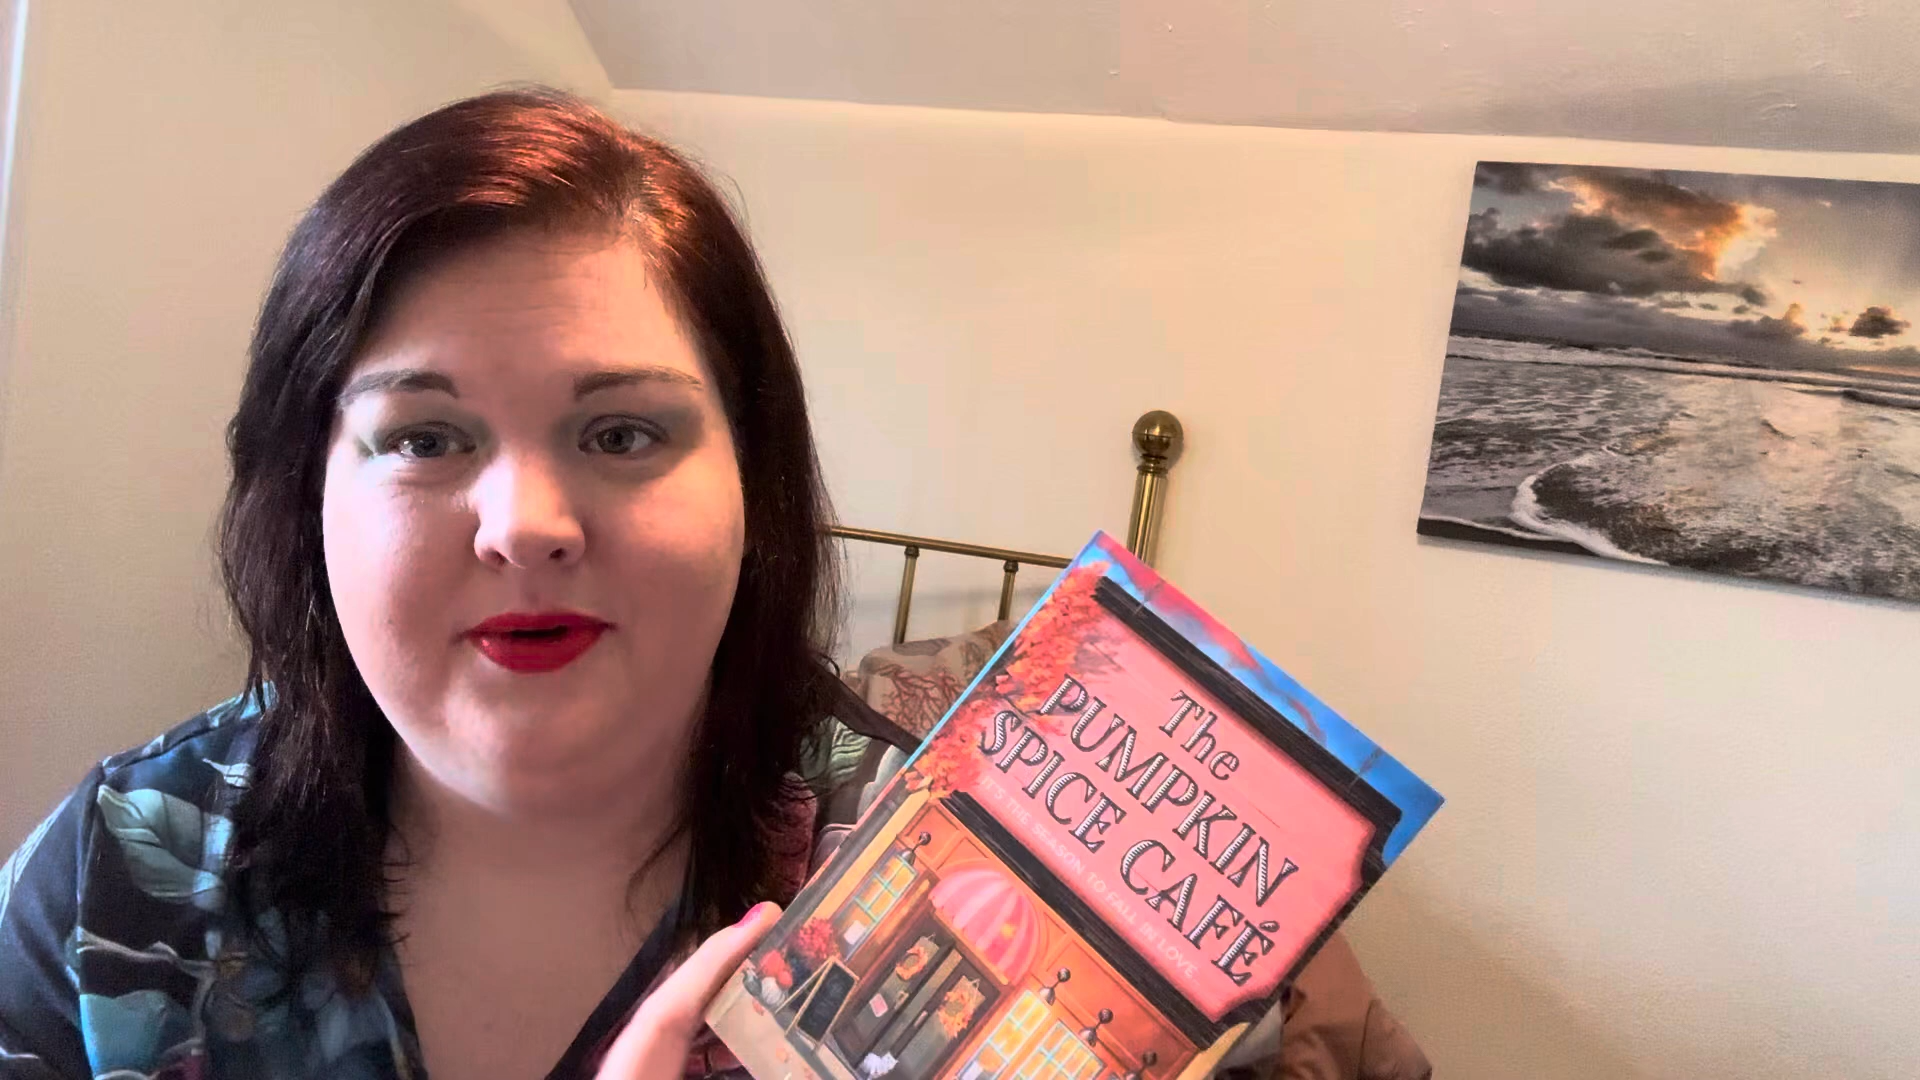 The
PUMPKIN
SPICE CAFÉ
IT'S THE SEASON TO FALL IN LOVE